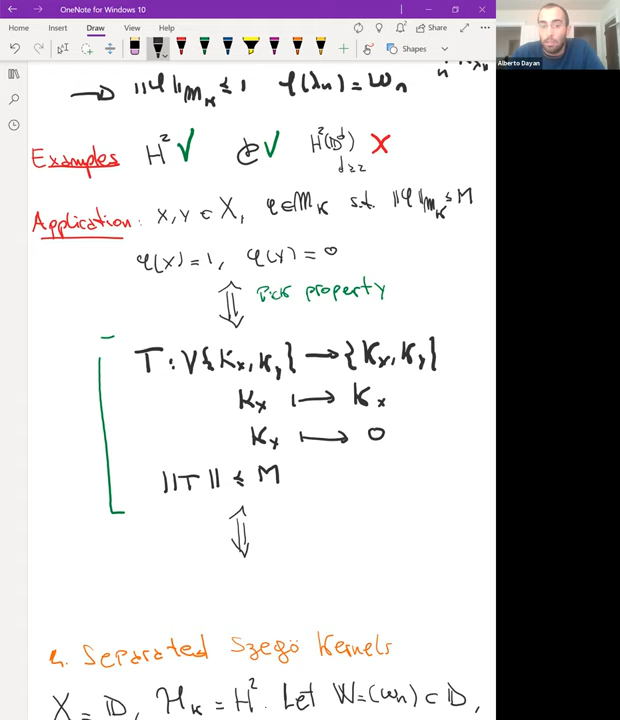 OneNote for Windows 10
Home Insert Draw View Help
Share
Shapes
Alberto Dayan
→ ||φ||_{M_K} ≤ 1 φ(λ_n) = w_n
Examples H² √ 𝒟 √ H²(𝔻^d) X
d≥2
Application: x, y ∈ X, φ∈M_K s.t. ||φ||_{M_K} ≤ M
φ(x) = 1, φ(y) = 0
⇕ Pick property
T : V{K_x, K_y} → {K_x, K_y}
K_x ↦ K_x
K_y ↦ 0
||T|| ≤ M
⇕
4. Separated Szegö Kernels
X = 𝔻, H_K = H². Let W=(w_n) ⊂ 𝔻,